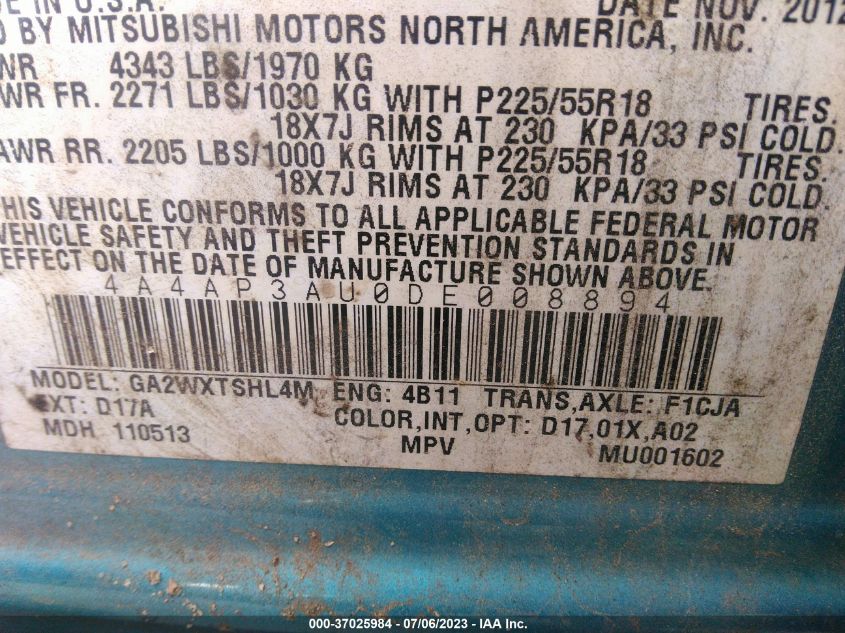 DE IN U.S.A. DATE NOV. 2012
D BY MITSUBISHI MOTORS NORTH AMERICA, INC.
WR 4343 LBS/1970 KG
WR FR. 2271 LBS/1030 KG WITH P225/55R18 TIRES.
18X7J RIMS AT 230 KPA/33 PSI COLD.
AWR RR. 2205 LBS/1000 KG WITH P225/55R18 TIRES.
18X7J RIMS AT 230 KPA/33 PSI COLD.
THIS VEHICLE CONFORMS TO ALL APPLICABLE FEDERAL MOTOR
VEHICLE SAFETY AND THEFT PREVENTION STANDARDS IN
EFFECT ON THE DATE OF MANUFACTURE SHOWN ABOVE.
4A4AP3AU0DE008894
MODEL: GA2WXTSHL4M ENG: 4B11 TRANS,AXLE: F1CJA
EXT: D17A COLOR,INT,OPT: D17,01X,A02
MDH 110513 MPV MU001602
000-37025984 - 07/06/2023 - © IAA Inc.